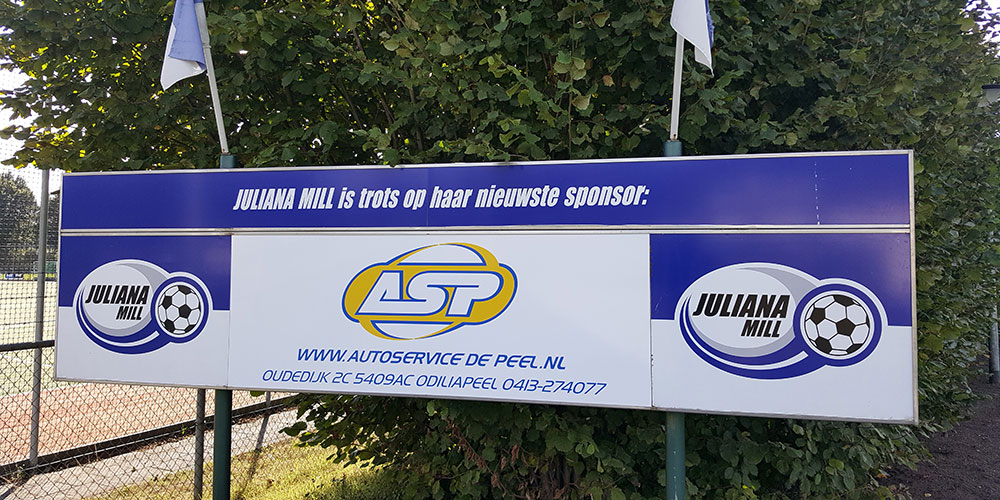 JULIANA MILL is trots op haar nieuwste sponsor:
JULIANA
MILL
ASP
WWW.AUTOSERVICE DE PEEL.NL
OUDEDIJK 2C 5409AC ODILIAPEEL 0413-274077
JULIANA
MILL